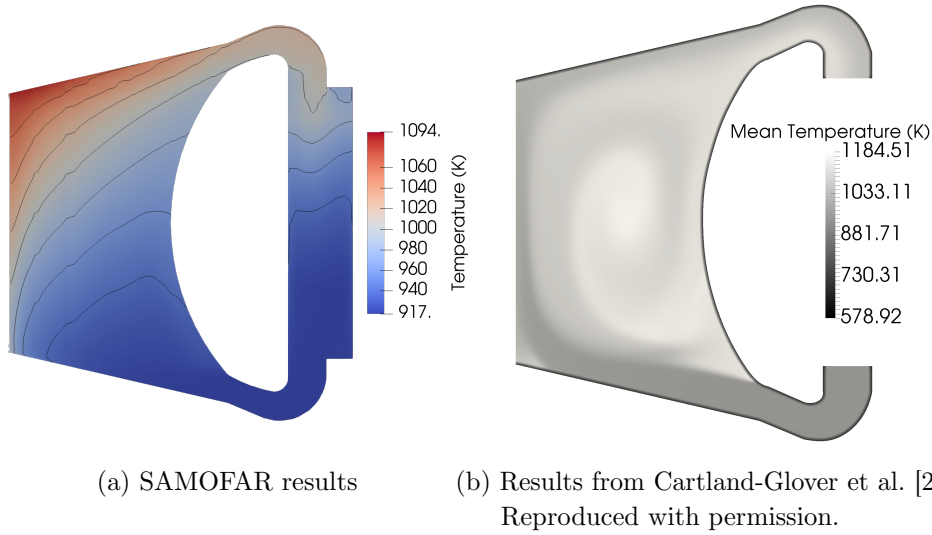 1094.
1060
1040
1020
1000
980
960
940
917.
Temperature (K)
Mean Temperature (K)
1184.51
1033.11
881.71
730.31
578.92
(a) SAMOFAR results
(b) Results from Cartland-Glover et al. [2
Reproduced with permission.